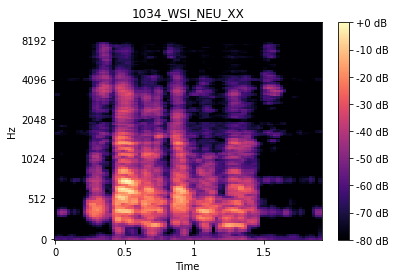 1034_WSI_NEU_XX
8192
4096
2048
1024
512
0
Hz
0
0.5
1
1.5
Time
+0 dB
-10 dB
-20 dB
-30 dB
-40 dB
-50 dB
-60 dB
-70 dB
-80 dB